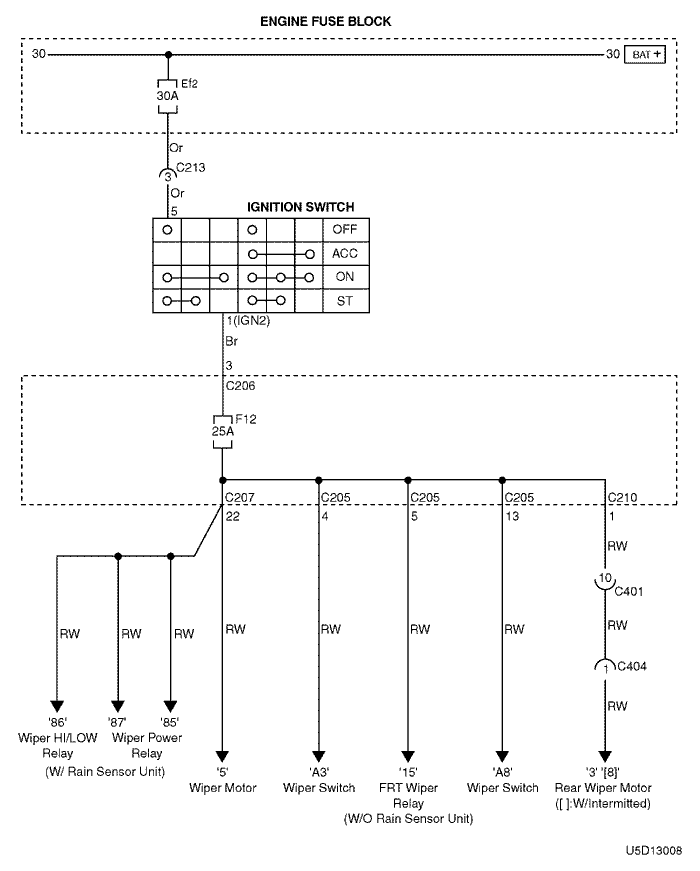 ENGINE FUSE BLOCK
30 30 BAT +
Ef2
30A
Or
C213
3
Or
5
IGNITION SWITCH
OFF
ACC
ON
ST
1(IGN2)
Br
3
C206
F12
25A
C207 C205 C205 C205 C210
22 4 5 13 1
RW
10
C401
RW RW RW RW RW RW RW RW
1 C404
RW
'86' '87' '85'
Wiper HI/LOW Wiper Power
Relay Relay
(W/ Rain Sensor Unit)
'5' 'A3' '15' 'A8' '3' '[8]'
Wiper Motor Wiper Switch FRT Wiper Wiper Switch Rear Wiper Motor
Relay ([ ]:W/Intermitted)
(W/O Rain Sensor Unit)
U5D13008